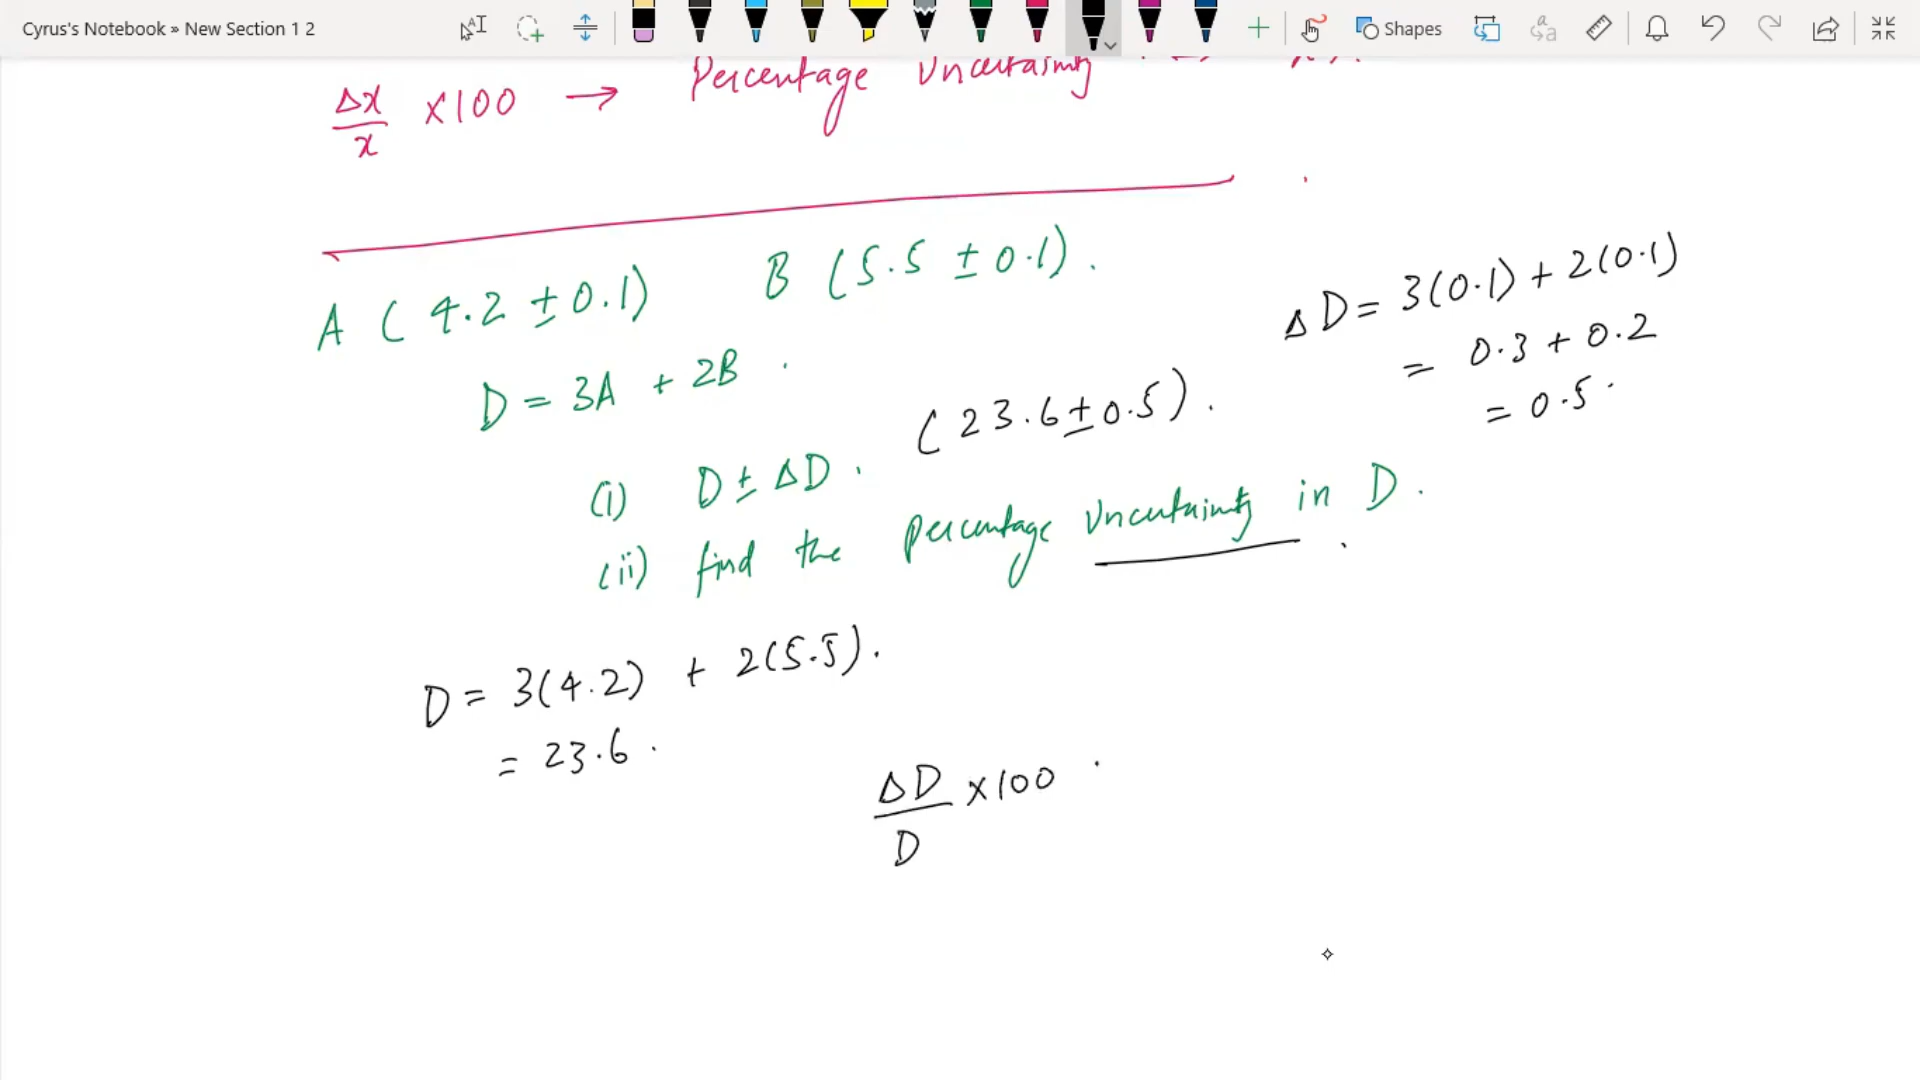 Cyrus's Notebook » New Section 1 2
Shapes
Δx/x ×100 → Percentage Uncertainty
A (4.2 ± 0.1) B (5.5 ± 0.1).
D = 3A + 2B.
ΔD = 3(0.1) + 2(0.1)
= 0.3 + 0.2
= 0.5.
(i) D ± ΔD. (23.6 ± 0.5).
(ii) find the percentage Uncertainty in D.
D = 3(4.2) + 2(5.5).
= 23.6.
ΔD/D ×100.